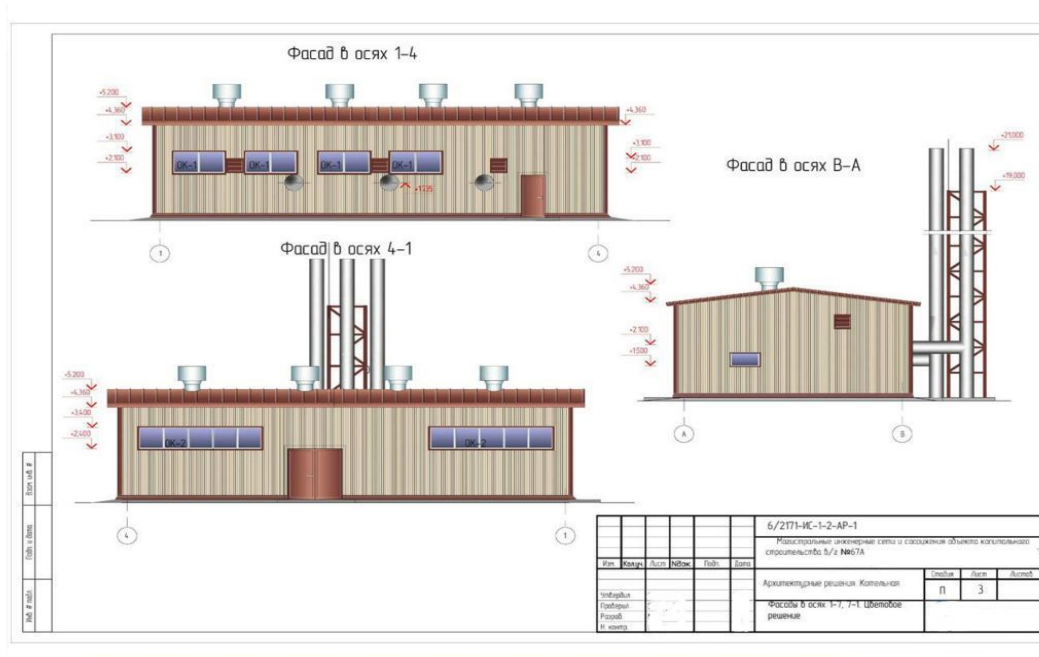 Фасад в осях 1-4
+5.200
+4.360
+3.100
+2.100
+4.360
+3.100
+2.100
ОК-1
ОК-1
ОК-1
ОК-1
1
4
Фасад в осях В-А
+21.000
+19.000
+5.200
+4.360
+2.100
+1.500
А
В
Фасад в осях 4-1
+5.200
+4.360
+3.400
+2.400
ОК-2
ОК-2
4
1
Взам. инв. #
Подп. и дата
Инв. # подл.
6/2171-ИС-1-2-АР-1
Магистральные инженерные сети и сооружения объекта капитального
строительства в/г №67А
Изм. Кол.уч. Лист №док. Подп. Дата
Архитектурные решения. Котельная.
Стадия Лист Листов
П 3
Утвердил
Проверил
Разраб.
Н. контр.
Фасады в осях 1-7, 7-1. Цветовое
решение